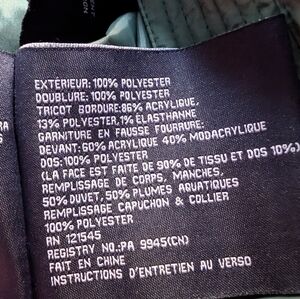 EXTÉRIEUR: 100% POLYESTER
DOUBLURE: 100% POLYESTER
TRICOT BORDURE: 86% ACRYLIQUE,
13% POLYESTER, 1% ÉLASTHANNE
GARNITURE EN FAUSSE FOURRURE:
DEVANT: 60% ACRYLIQUE 40% MODACRYLIQUE
DOS: 100% POLYESTER
(LA FACE EST FAITE DE 90% DE TISSU ET DOS 10%)
REMPLISSAGE DE CORPS, MANCHES,
50% DUVET, 50% PLUMES AQUATIQUES
REMPLISSAGE CAPUCHON & COLLIER
100% POLYESTER
RN 121545
REGISTRY NO.: PA 9945(CN)
FAIT EN CHINE
INSTRUCTIONS D'ENTRETIEN AU VERSO